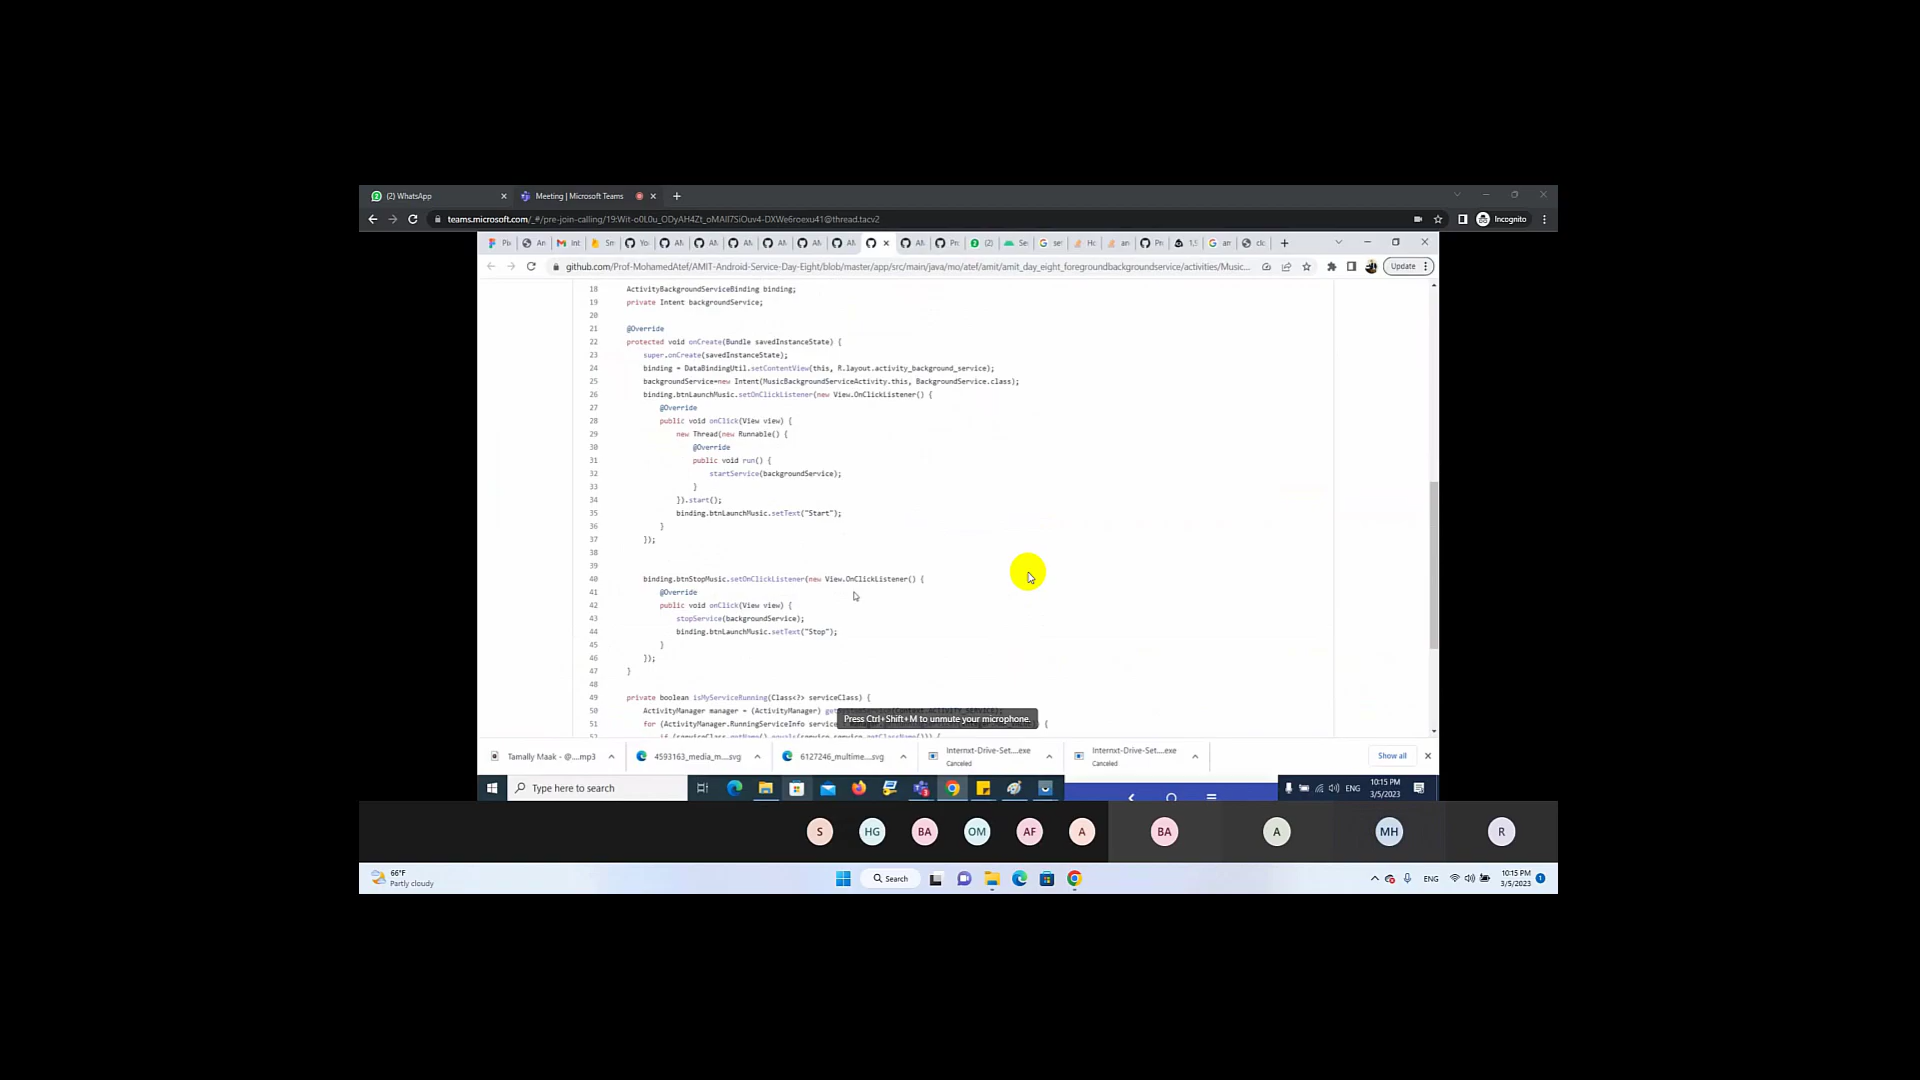 (2) WhatsApp
Meeting | Microsoft Teams
teams.microsoft.com/_#/pre-join-calling/19:Wit-o0L0u_ODyAH4Zt_oMAII7SiOuv4-DXWe6roexu41@thread.tacv2
Incognito
github.com/Prof-MohamedAtef/AMIT-Android-Service-Day-Eight/blob/master/app/src/main/java/mo/atef/amit/amit_day_eight_foregroundbackgroundservice/activities/Music...
Update
18 ActivityBackgroundServiceBinding binding;
19 private Intent backgroundService;
20
21 @Override
22 protected void onCreate(Bundle savedInstanceState) {
23 super.onCreate(savedInstanceState);
24 binding = DataBindingUtil.setContentView(this, R.layout.activity_background_service);
25 backgroundService=new Intent(MusicBackgroundServiceActivity.this, BackgroundService.class);
26 binding.btnLaunchMusic.setOnClickListener(new View.OnClickListener() {
27 @Override
28 public void onClick(View view) {
29 new Thread(new Runnable() {
30 @Override
31 public void run() {
32 startService(backgroundService);
33 }
34 }).start();
35 binding.btnLaunchMusic.setText("Start");
36 }
37 });
38
39
40 binding.btnStopMusic.setOnClickListener(new View.OnClickListener() {
41 @Override
42 public void onClick(View view) {
43 stopService(backgroundService);
44 binding.btnLaunchMusic.setText("Stop");
45 }
46 });
47 }
48
49 private boolean isMyServiceRunning(Class<?> serviceClass) {
50 ActivityManager manager = (ActivityManager)
Press Ctrl+Shift+M to unmute your microphone.
51 for (ActivityManager.RunningServiceInfo service
Tamally Maak - @....mp3
4593163_media_m....svg
6127246_multime....svg
Internxt-Drive-Set....exe
Canceled
Internxt-Drive-Set....exe
Canceled
Show all
Type here to search
ENG
10:15 PM
3/5/2023
S HG BA OM AF A BA A MH R
66°F
Partly cloudy
Search
ENG
10:15 PM
3/5/2023